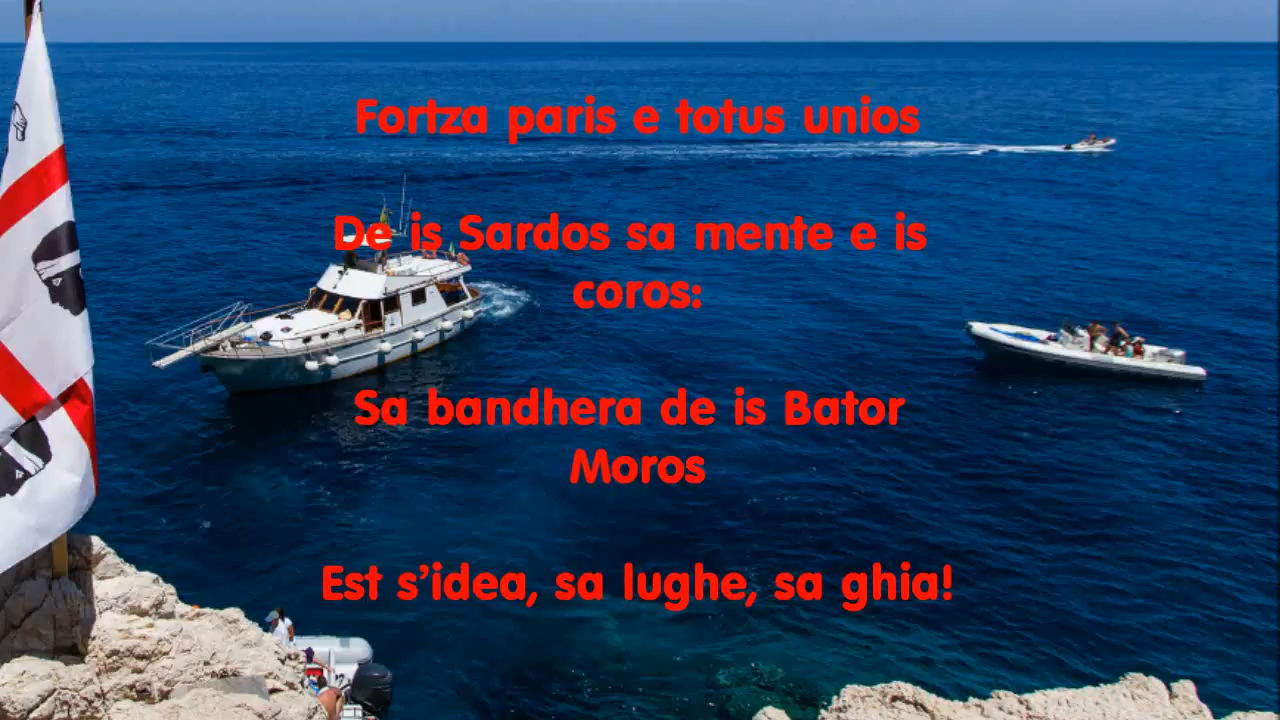 Fortza paris e totus unios
De is Sardos sa mente e is
coros:
Sa bandhera de is Bator
Moros
Est s’idea, sa lughe, sa ghia!